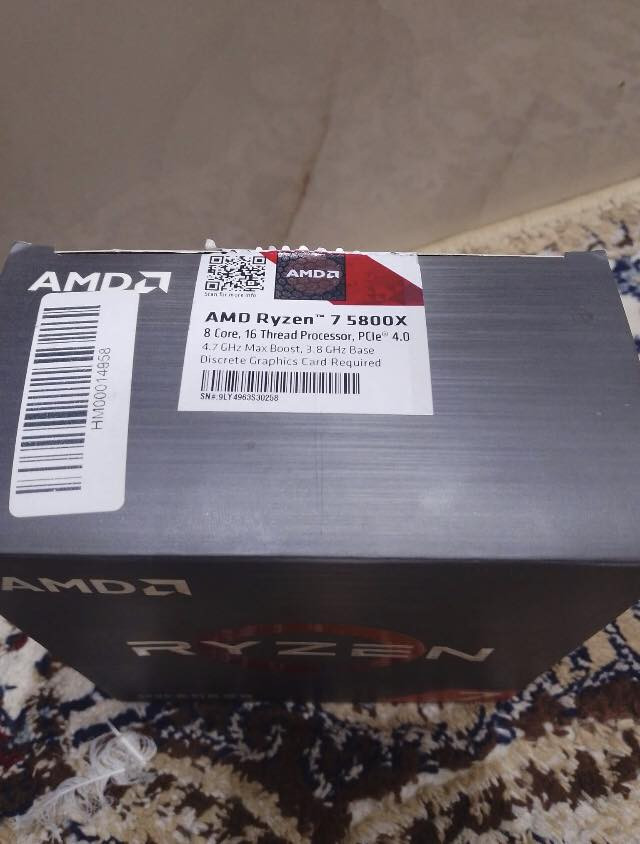 AMD
Scan for more info
AMD
AMD Ryzen™ 7 5800X
8 Core, 16 Thread Processor, PCIe® 4.0
4.7 GHz Max Boost, 3.8 GHz Base
Discrete Graphics Card Required
SN#:9LY4963S30258
HM00014858
AMD
RYZEN